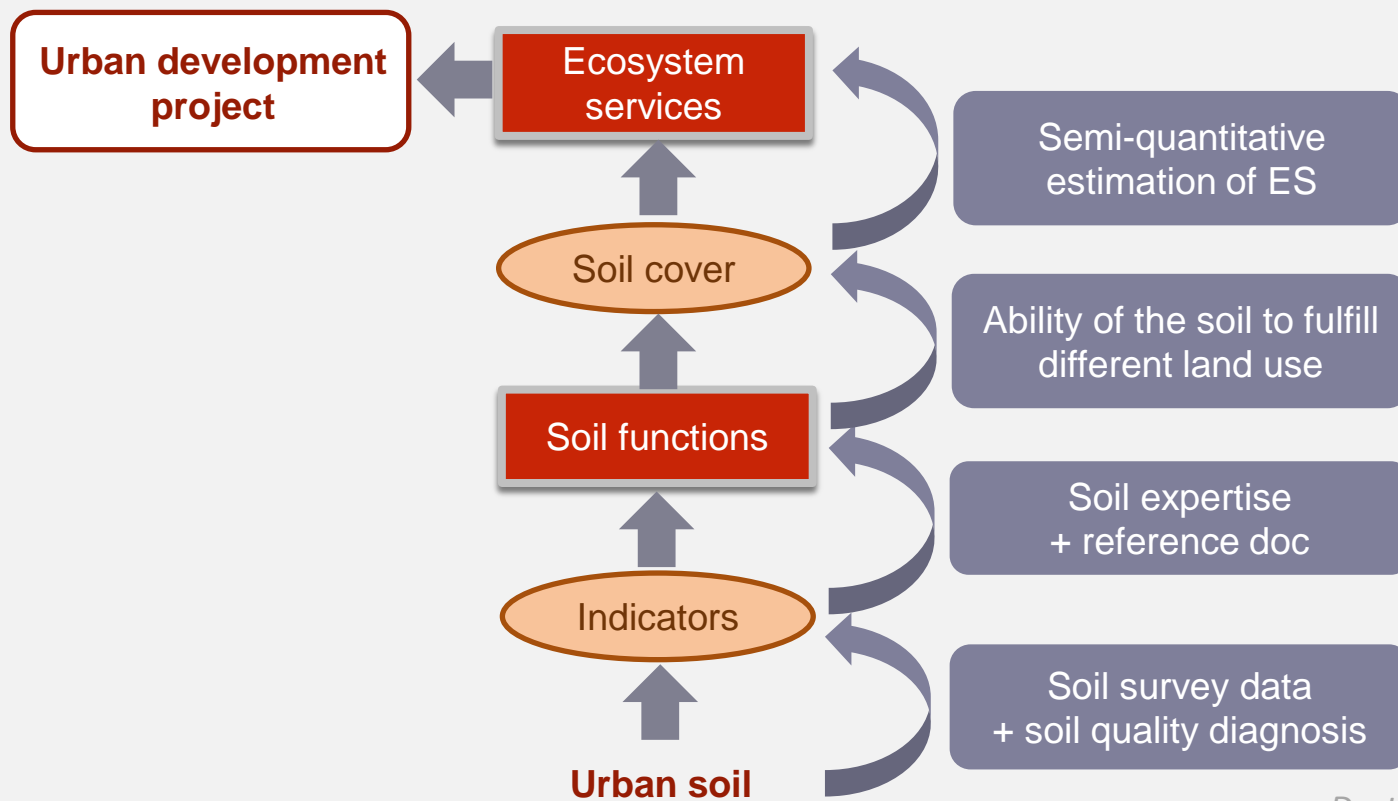 Urban development
project
Ecosystem
services
Semi-quantitative
estimation of ES
Soil cover
Ability of the soil to fulfill
different land use
Soil functions
Soil expertise
+ reference doc
Indicators
Soil survey data
+ soil quality diagnosis
Urban soil